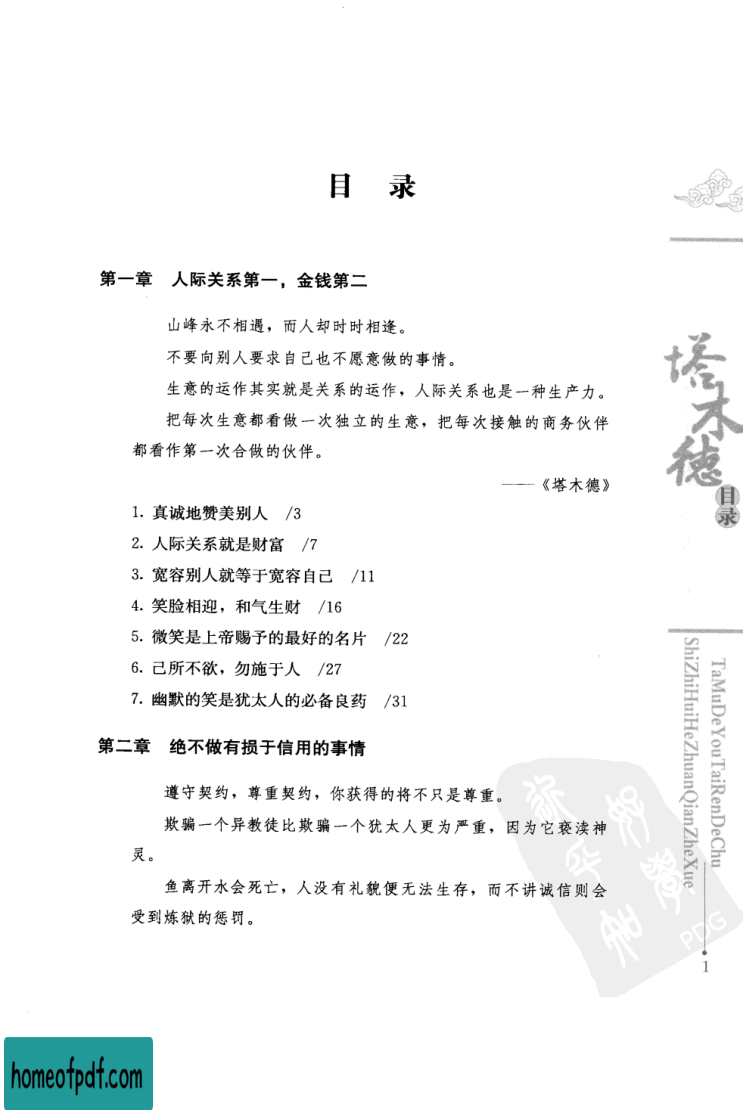 目 录
第一章 人际关系第一，金钱第二
山峰永不相遇，而人却时时相逢。
不要向别人要求自己也不愿意做的事情。
生意的运作其实就是关系的运作，人际关系也是一种生产力。
把每次生意都看做一次独立的生意，把每次接触的商务伙伴
都看作第一次合做的伙伴。
——《塔木德》
1. 真诚地赞美别人 /3
2. 人际关系就是财富 /7
3. 宽容别人就等于宽容自己 /11
4. 笑脸相迎，和气生财 /16
5. 微笑是上帝赐予的最好的名片 /22
6. 己所不欲，勿施于人 /27
7. 幽默的笑是犹太人的必备良药 /31
第二章 绝不做有损于信用的事情
遵守契约，尊重契约，你获得的将不只是尊重。
欺骗一个异教徒比欺骗一个犹太人更为严重，因为它亵渎神
灵。
鱼离开水会死亡，人没有礼貌便无法生存，而不讲诚信则会
受到炼狱的惩罚。
塔木德
目录
TaMuDeYouTaiRenDeChu
ShiZhiHuiHeZhuanQianZheXue
PDG
1
homeofpdf.com